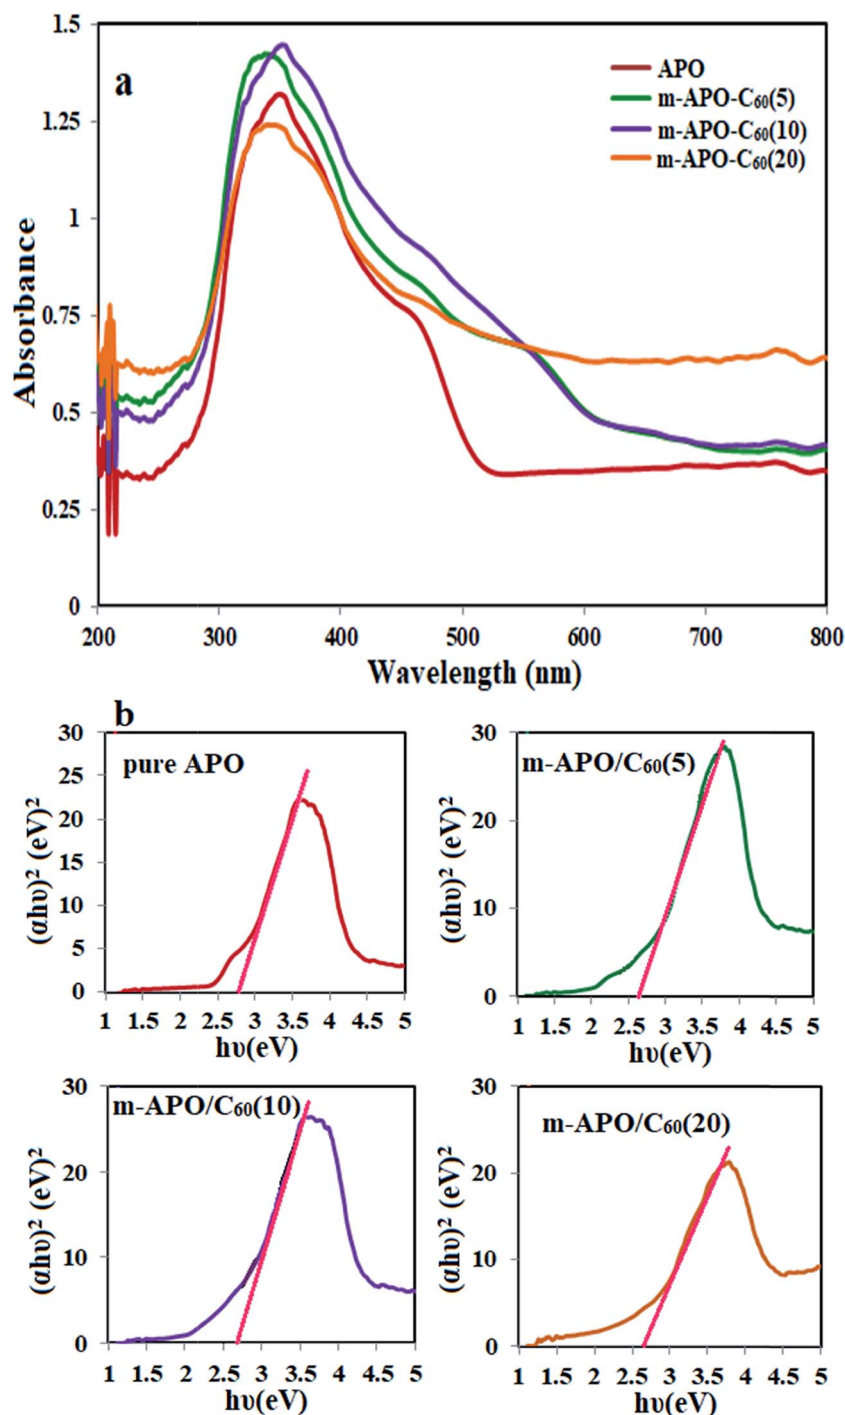 a
APO
m-APO-C₆₀(5)
m-APO-C₆₀(10)
m-APO-C₆₀(20)
Absorbance
1.5
1.25
1
0.75
0.5
0.25
0
200 300 400 500 600 700 800
Wavelength (nm)
b
pure APO
(αhυ)² (eV)²
30
25
20
15
10
5
0
1 1.5 2 2.5 3 3.5 4 4.5 5
hυ(eV)
m-APO/C₆₀(5)
(αhυ)² (eV)²
30
20
10
0
1 1.5 2 2.5 3 3.5 4 4.5 5
hυ(eV)
m-APO/C₆₀(10)
(αhυ)² (eV)²
30
20
10
0
1 1.5 2 2.5 3 3.5 4 4.5 5
hυ(eV)
m-APO/C₆₀(20)
(αhυ)² (eV)²
30
20
10
0
1 1.5 2 2.5 3 3.5 4 4.5 5
hυ(eV)